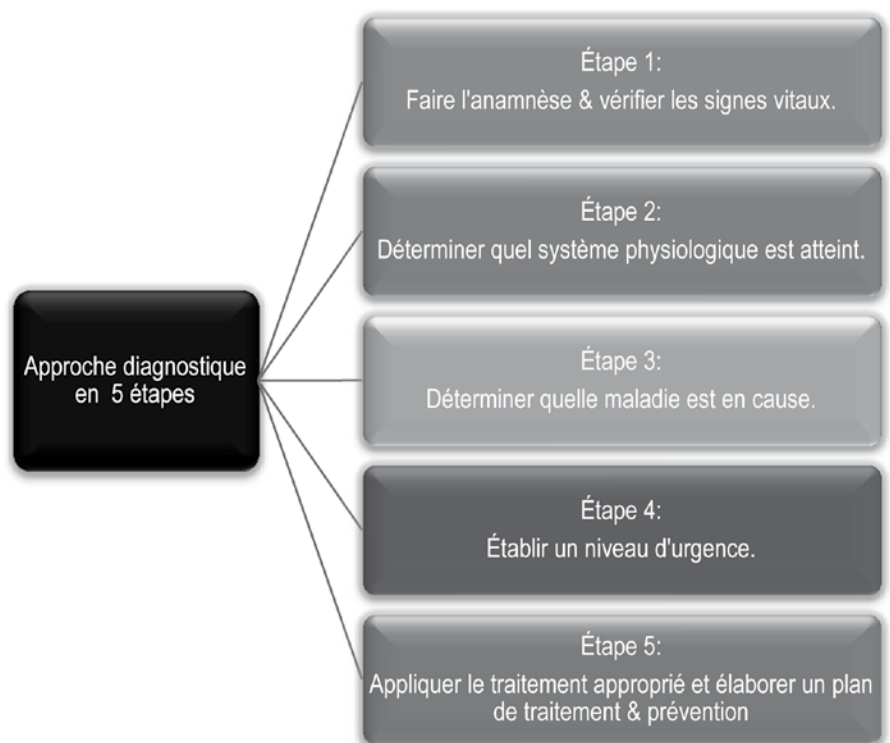 Étape 1:
Faire l'anamnèse & vérifier les signes vitaux.
Étape 2:
Déterminer quel système physiologique est atteint.
Approche diagnostique
en 5 étapes
Étape 3:
Déterminer quelle maladie est en cause.
Étape 4:
Établir un niveau d'urgence.
Étape 5:
Appliquer le traitement approprié et élaborer un plan
de traitement & prévention